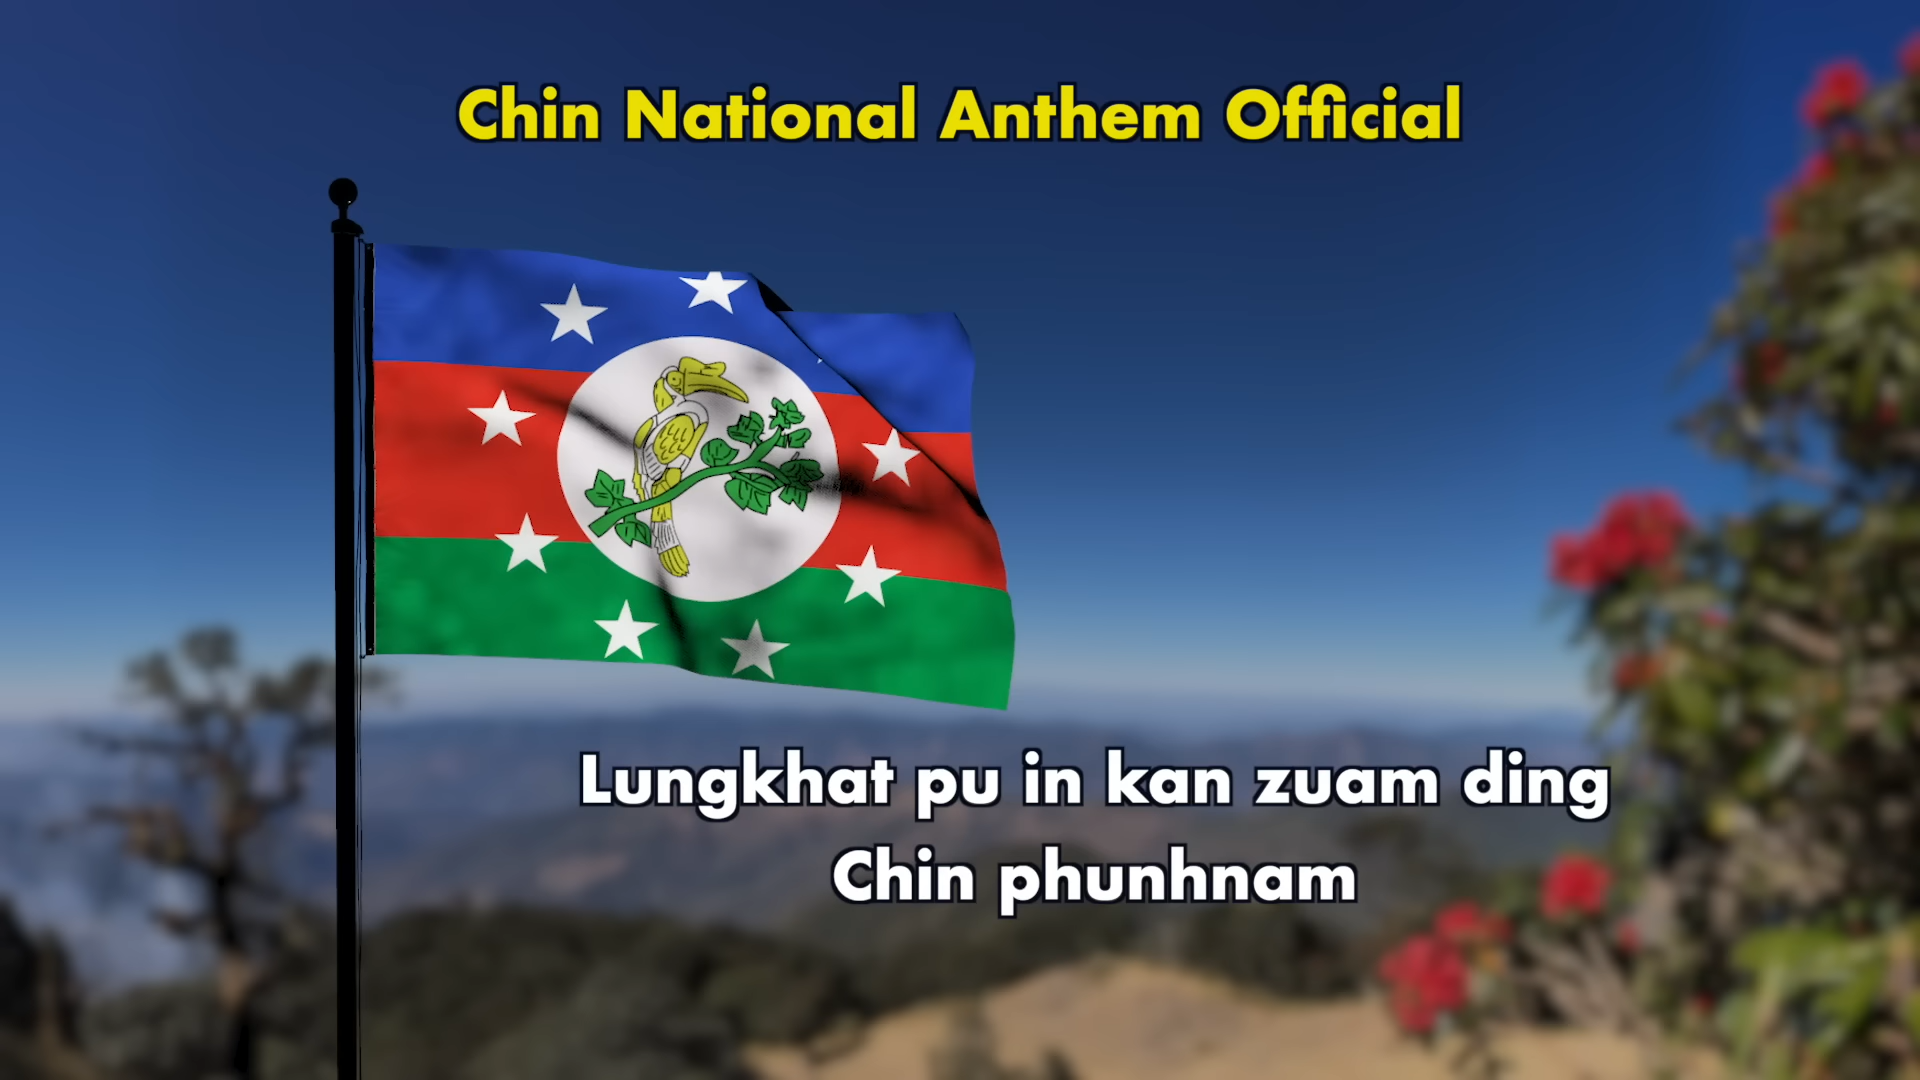 Chin National Anthem Official
Lungkhat pu in kan zuam ding
Chin phunhnam